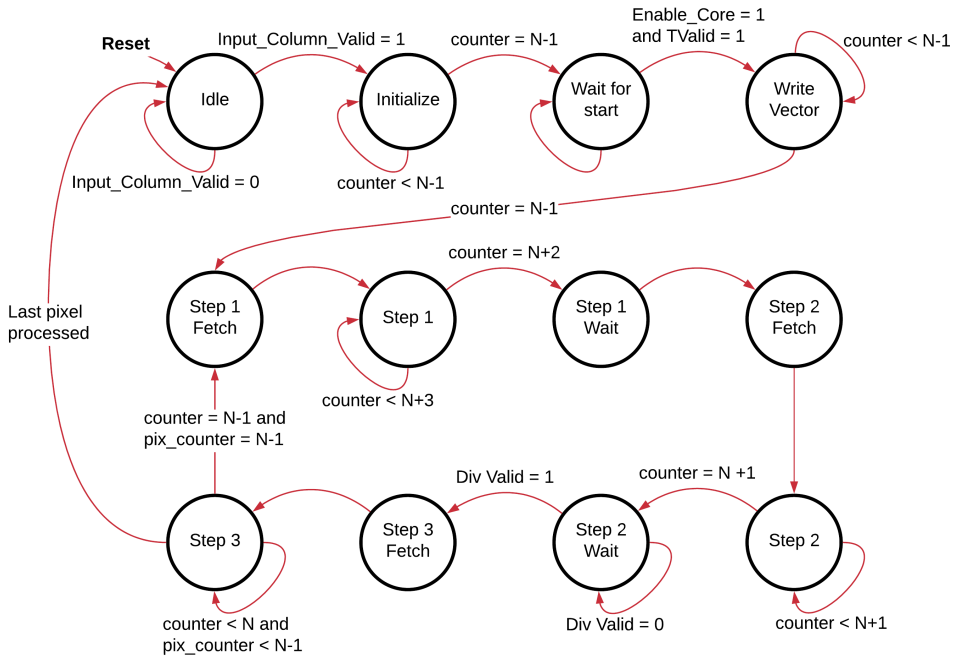 Reset
Input_Column_Valid = 1
counter = N-1
Enable_Core = 1
and TValid = 1
counter < N-1
Idle
Initialize
Wait for
start
Write
Vector
Input_Column_Valid = 0
counter < N-1
counter = N-1
counter = N+2
Step 1
Fetch
Step 1
Step 1
Wait
Step 2
Fetch
Last pixel
processed
counter < N+3
counter = N-1 and
pix_counter = N-1
Div Valid = 1
counter = N +1
Step 3
Step 3
Fetch
Step 2
Wait
Step 2
counter < N and
pix_counter < N-1
Div Valid = 0
counter < N+1